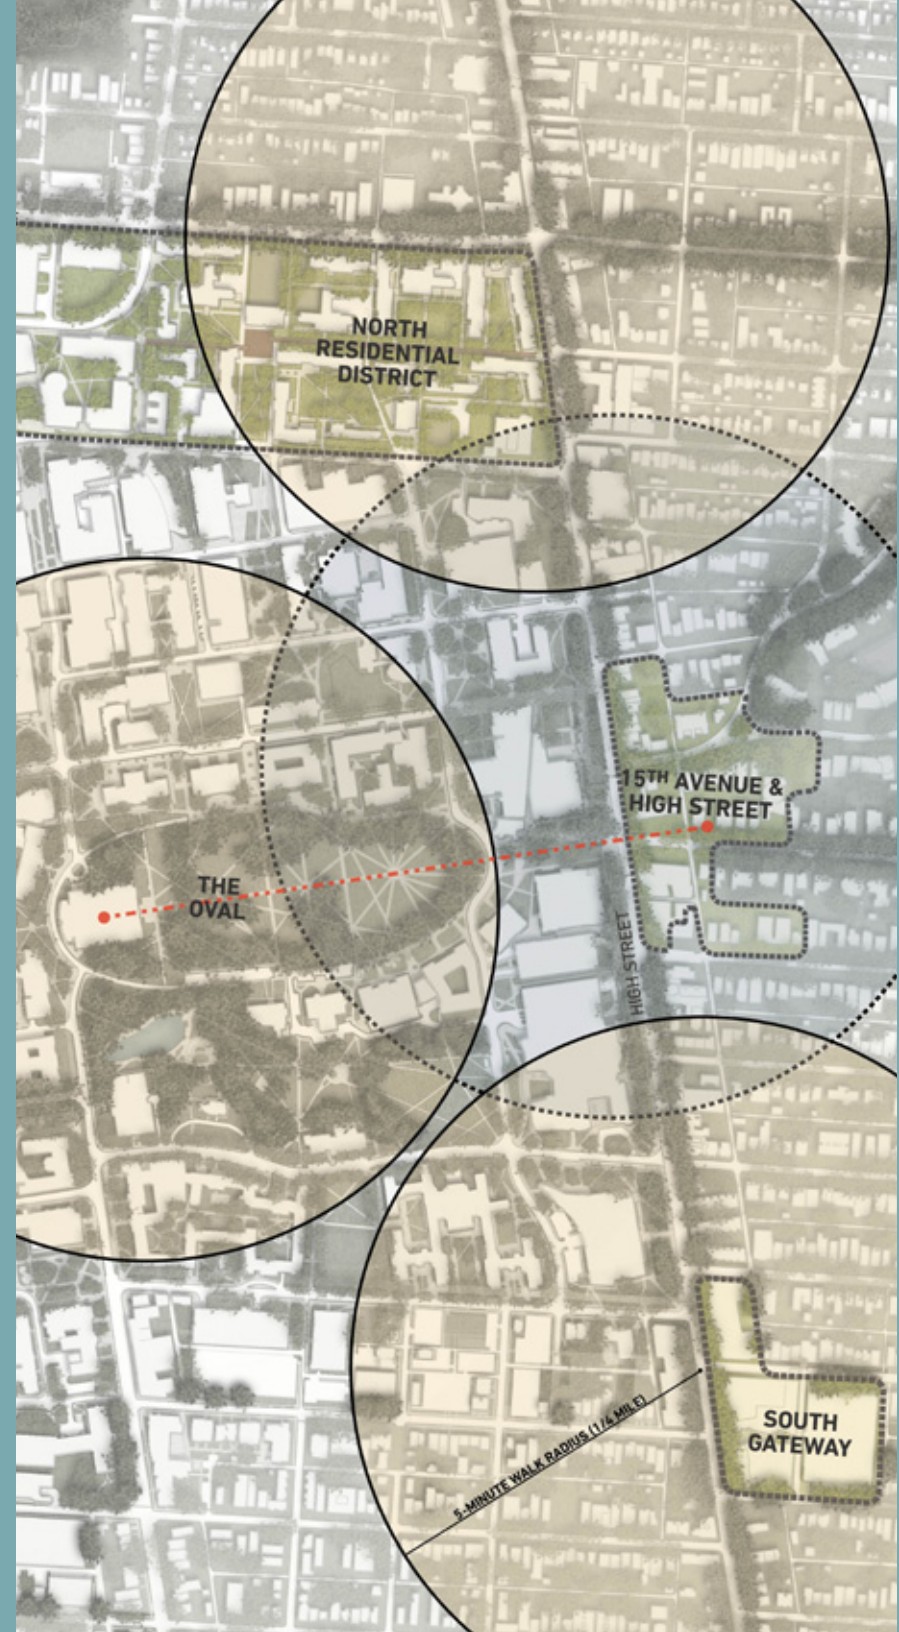 NORTH
RESIDENTIAL
DISTRICT
15TH AVENUE &
HIGH STREET
THE
OVAL
HIGH STREET
5-MINUTE WALK RADIUS (1/4 MILE)
SOUTH
GATEWAY